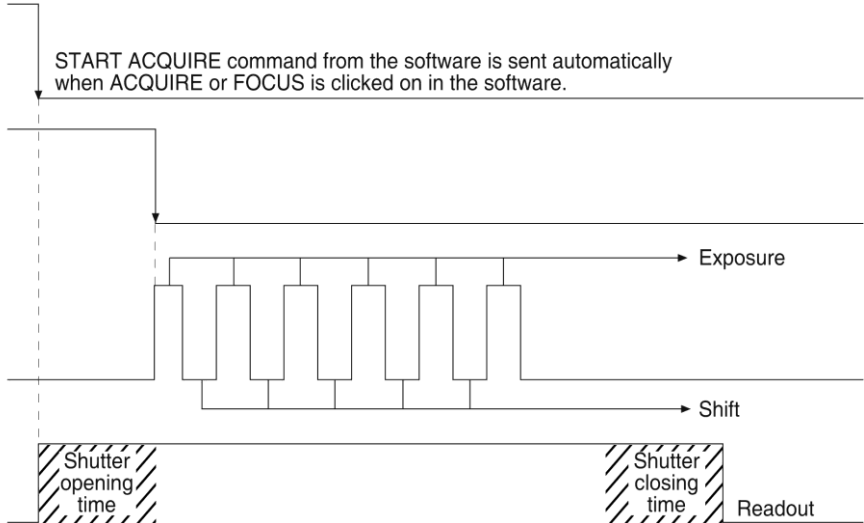 START ACQUIRE command from the software is sent automatically
when ACQUIRE or FOCUS is clicked on in the software.
Exposure
Shift
Shutter
opening
time
Shutter
closing
time
Readout